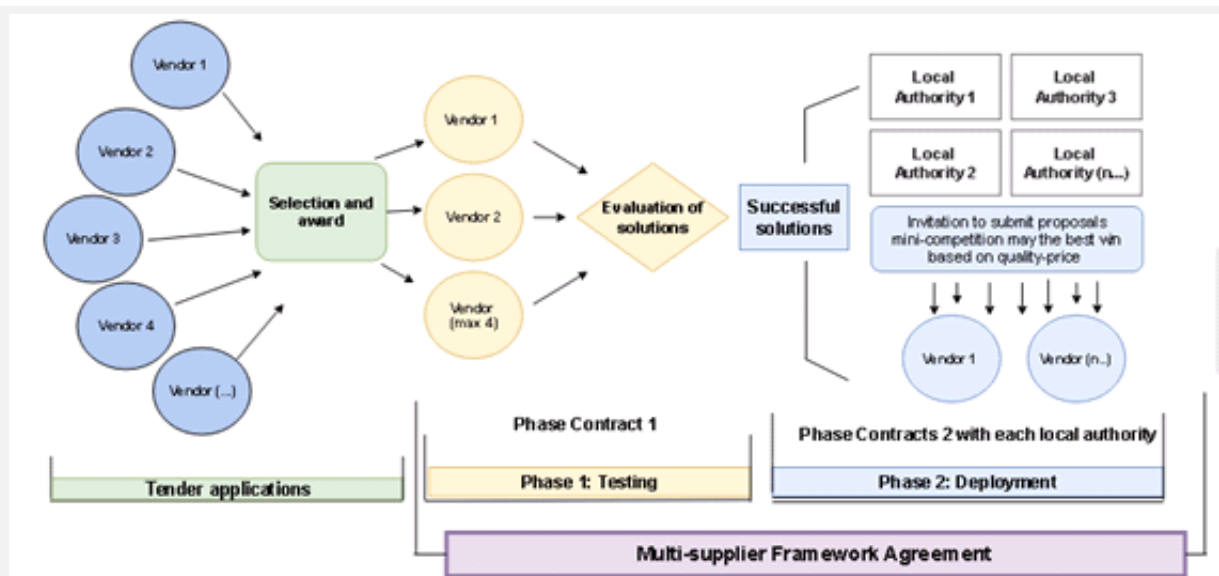 Vendor 1
Vendor 2
Vendor 3
Vendor 4
Vendor (...)
Selection and
award
Vendor 1
Vendor 2
Vendor
(max 4)
Evaluation of
solutions
Successful
solutions
Local
Authority 1
Local
Authority 3
Local
Authority 2
Local
Authority (n...)
Invitation to submit proposals
mini-competition may the best win
based on quality-price
Vendor 1
Vendor (n..)
Phase Contract 1
Phase Contracts 2 with each local authority
Tender applications
Phase 1: Testing
Phase 2: Deployment
Multi-supplier Framework Agreement